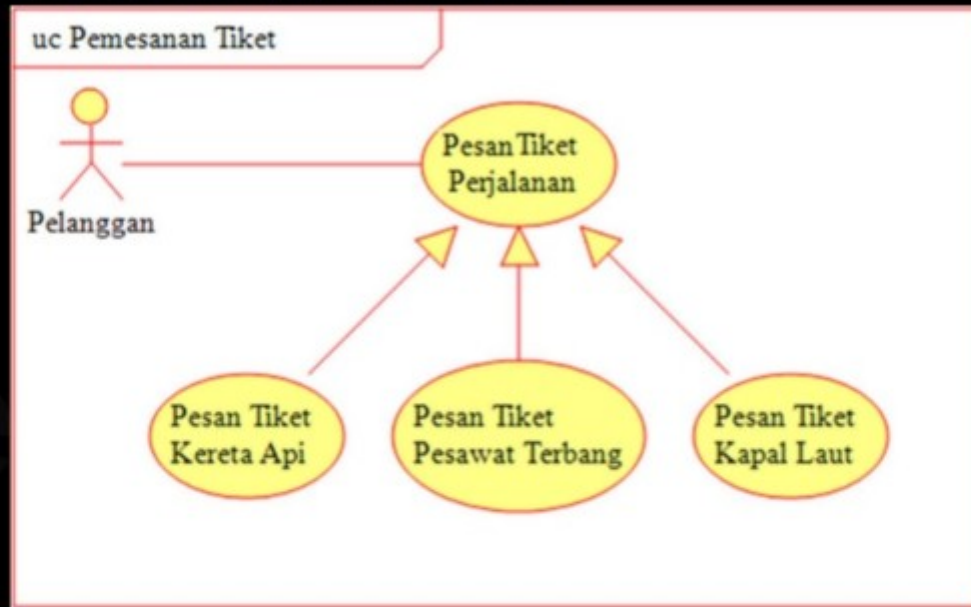 uc Pemesanan Tiket
Pelanggan
Pesan Tiket
Perjalanan
Pesan Tiket
Kereta Api
Pesan Tiket
Pesawat Terbang
Pesan Tiket
Kapal Laut